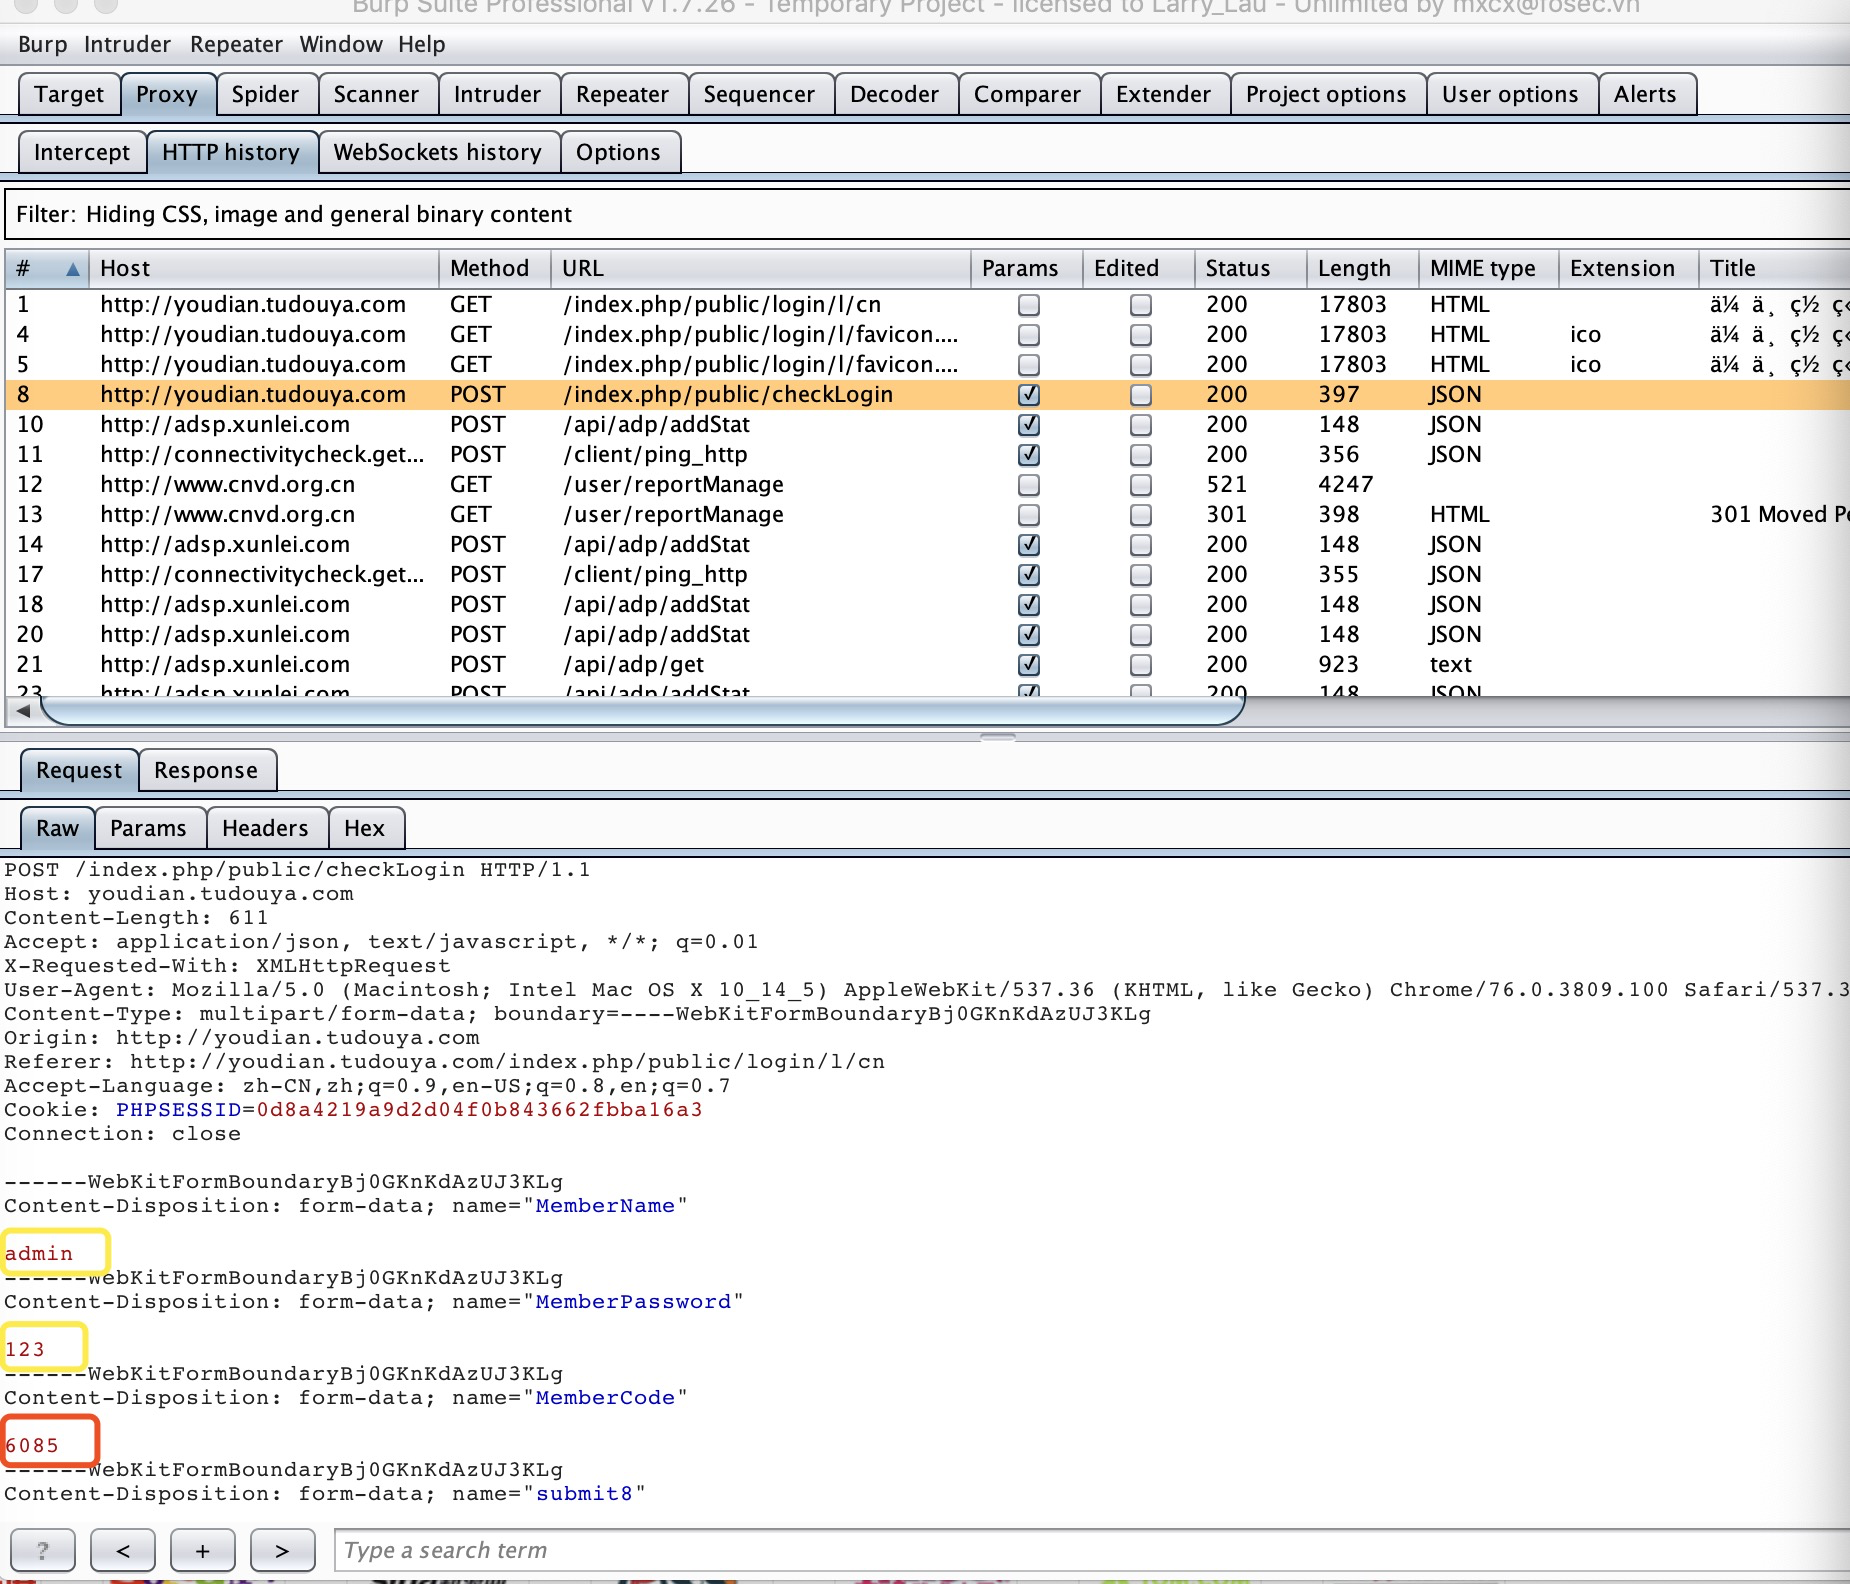 Burp Suite Professional v1.7.26 - Temporary Project - licensed to Larry_Lau - Unlimited by mxcx@fosec.vn
Burp Intruder Repeater Window Help
Target Proxy Spider Scanner Intruder Repeater Sequencer Decoder Comparer Extender Project options User options Alerts
Intercept HTTP history WebSockets history Options
Filter: Hiding CSS, image and general binary content
# Host Method URL Params Edited Status Length MIME type Extension Title
1 http://youdian.tudouya.com GET /index.php/public/login/l/cn 200 17803 HTML ä¼ ä¸ ç½ ç«
4 http://youdian.tudouya.com GET /index.php/public/login/l/favicon.... 200 17803 HTML ico ä¼ ä¸ ç½ ç«
5 http://youdian.tudouya.com GET /index.php/public/login/l/favicon.... 200 17803 HTML ico ä¼ ä¸ ç½ ç«
8 http://youdian.tudouya.com POST /index.php/public/checkLogin 200 397 JSON
10 http://adsp.xunlei.com POST /api/adp/addStat 200 148 JSON
11 http://connectivitycheck.get... POST /client/ping_http 200 356 JSON
12 http://www.cnvd.org.cn GET /user/reportManage 521 4247
13 http://www.cnvd.org.cn GET /user/reportManage 301 398 HTML 301 Moved Pe
14 http://adsp.xunlei.com POST /api/adp/addStat 200 148 JSON
17 http://connectivitycheck.get... POST /client/ping_http 200 355 JSON
18 http://adsp.xunlei.com POST /api/adp/addStat 200 148 JSON
20 http://adsp.xunlei.com POST /api/adp/addStat 200 148 JSON
21 http://adsp.xunlei.com POST /api/adp/get 200 923 text
23 http://adsp.xunlei.com POST /api/adp/addStat 200 148 JSON
Request Response
Raw Params Headers Hex
POST /index.php/public/checkLogin HTTP/1.1
Host: youdian.tudouya.com
Content-Length: 611
Accept: application/json, text/javascript, */*; q=0.01
X-Requested-With: XMLHttpRequest
User-Agent: Mozilla/5.0 (Macintosh; Intel Mac OS X 10_14_5) AppleWebKit/537.36 (KHTML, like Gecko) Chrome/76.0.3809.100 Safari/537.3
Content-Type: multipart/form-data; boundary=----WebKitFormBoundaryBj0GKnKdAzUJ3KLg
Origin: http://youdian.tudouya.com
Referer: http://youdian.tudouya.com/index.php/public/login/l/cn
Accept-Language: zh-CN,zh;q=0.9,en-US;q=0.8,en;q=0.7
Cookie: PHPSESSID=0d8a4219a9d2d04f0b843662fbba16a3
Connection: close
------WebKitFormBoundaryBj0GKnKdAzUJ3KLg
Content-Disposition: form-data; name="MemberName"
admin
------WebKitFormBoundaryBj0GKnKdAzUJ3KLg
Content-Disposition: form-data; name="MemberPassword"
123
------WebKitFormBoundaryBj0GKnKdAzUJ3KLg
Content-Disposition: form-data; name="MemberCode"
6085
------WebKitFormBoundaryBj0GKnKdAzUJ3KLg
Content-Disposition: form-data; name="submit8"
? < + > Type a search term